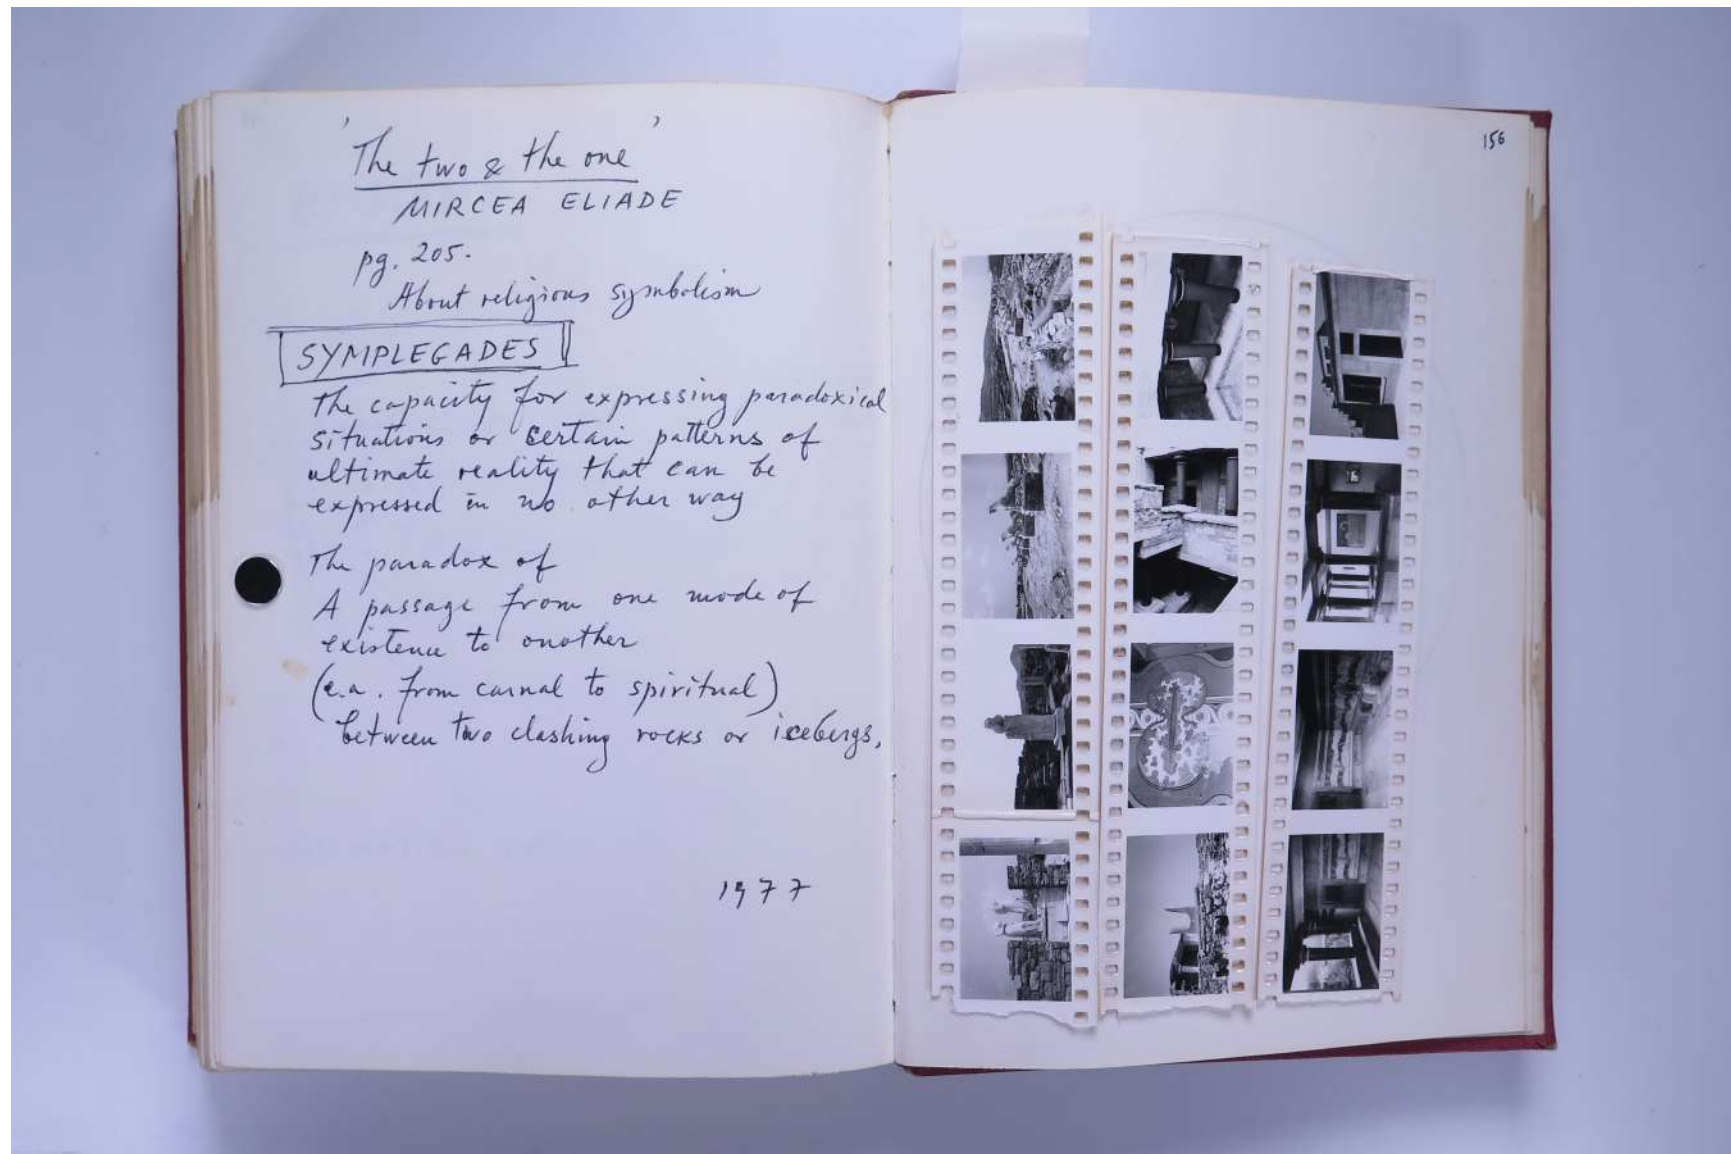 'The two & the one'
MIRCEA ELIADE
pg. 205.
About religious symbolism
SYMPLEGADES
the capacity for expressing paradoxical
situations or certain patterns of
ultimate reality that can be
expressed in no other way
The paradox of
A passage from one mode of
existence to another
(e.a. from carnal to spiritual)
between two clashing rocks or icebergs,
1977
156